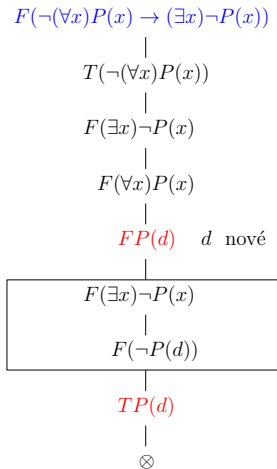 F(¬(∀x)P(x) → (∃x)¬P(x))
T(¬(∀x)P(x))
F(∃x)¬P(x)
F(∀x)P(x)
FP(d) d nové
F(∃x)¬P(x)
F(¬P(d))
TP(d)
⊗